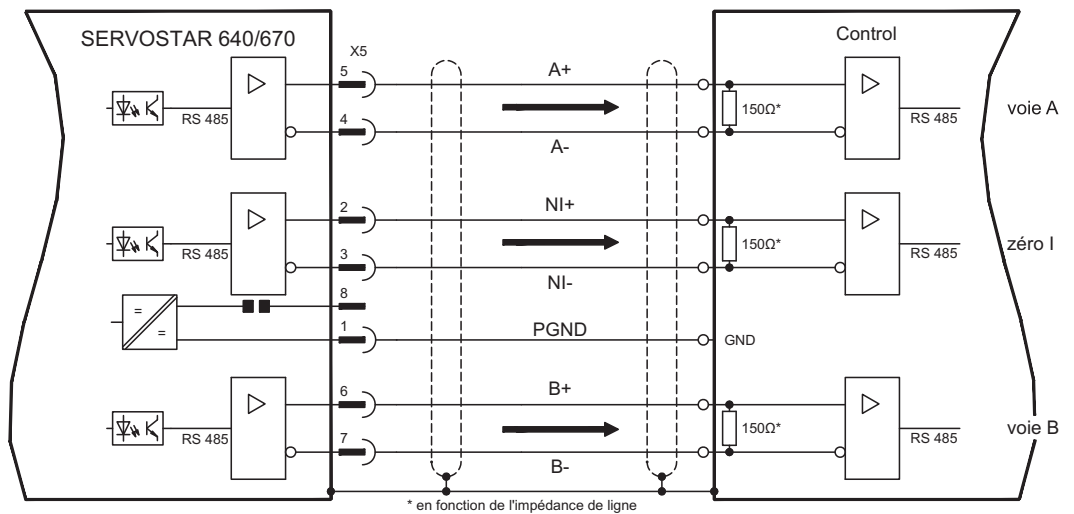 SERVOSTAR 640/670
X5
Control
5
A+
RS 485
150Ω*
RS 485
voie A
4
A-
2
NI+
RS 485
150Ω*
RS 485
zéro I
3
NI-
8
=
=
1
PGND
GND
6
B+
RS 485
150Ω*
RS 485
voie B
7
B-
* en fonction de l'impédance de ligne